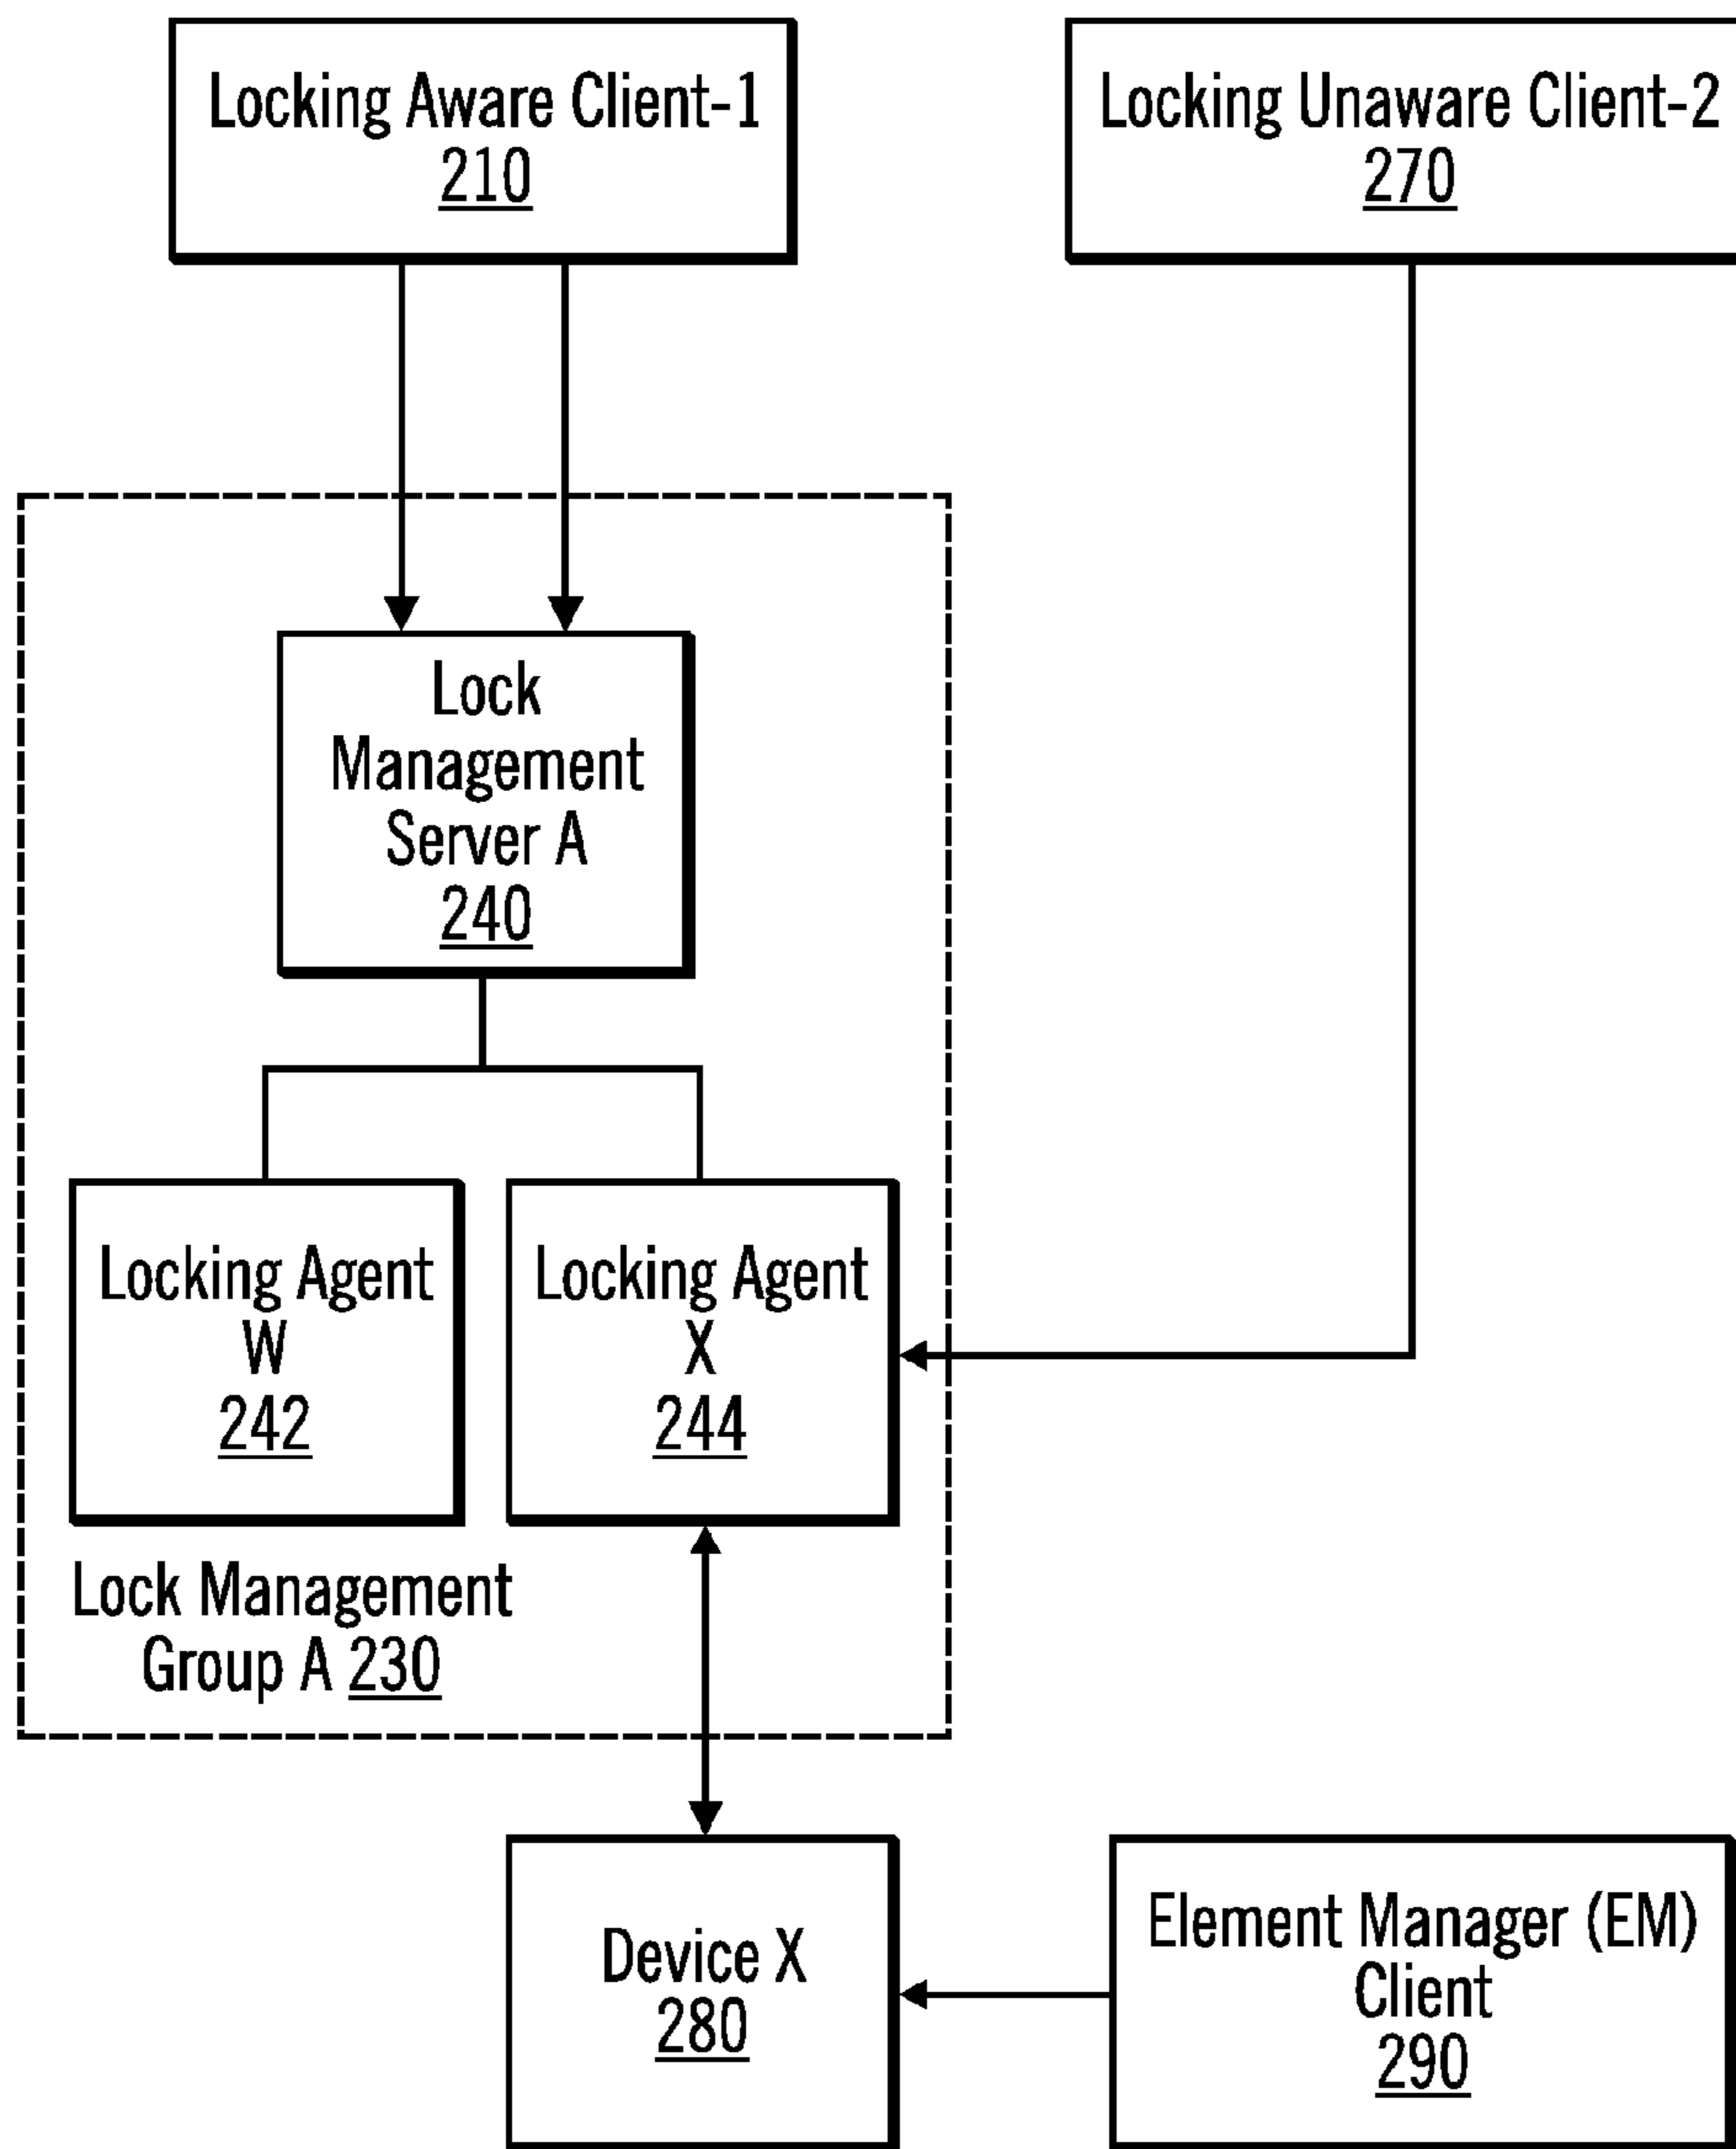 Locking Aware Client-1
210
Locking Unaware Client-2
270
Lock
Management
Server A
240
Locking Agent
W
242
Locking Agent
X
244
Lock Management
Group A 230
Device X
280
Element Manager (EM)
Client
290